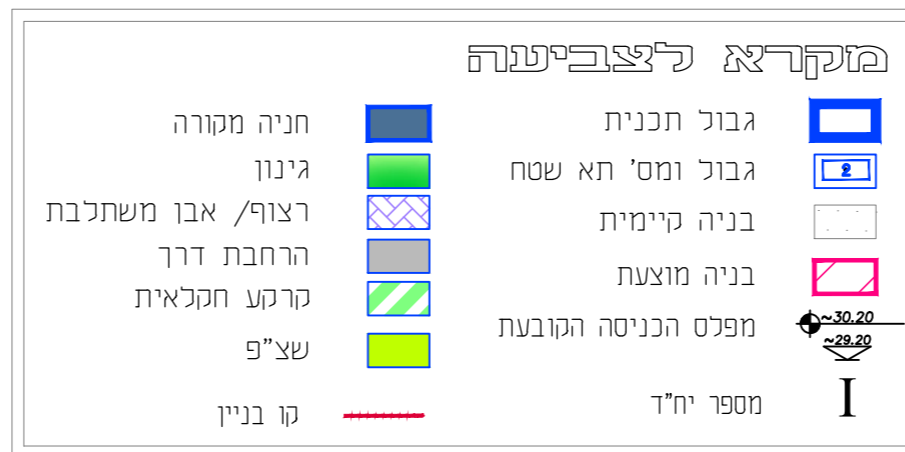 מקרא לצביעה
גבול תכנית
גבול ומס' תא שטח
2
בניה קיימית
בניה מוצעת
מפלס הכניסה הקובעת
~30.20
~29.20
מספר יח"ד
I
חניה מקורה
גינון
רצוף/ אבן משתלבת
הרחבת דרך
קרקע חקלאית
שצ"פ
קו בניין